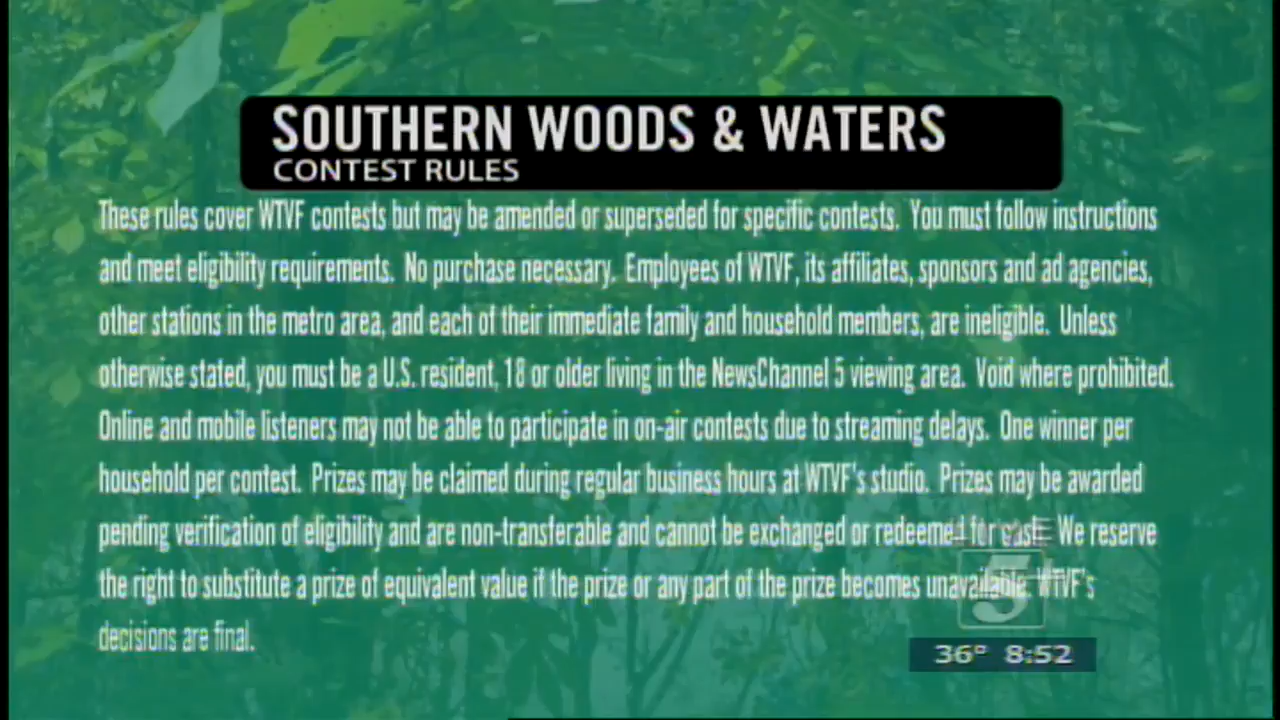 SOUTHERN WOODS & WATERS
CONTEST RULES
These rules cover WTVF contests but may be amended or superseded for specific contests. You must follow instructions
and meet eligibility requirements. No purchase necessary. Employees of WTVF, its affiliates, sponsors and ad agencies,
other stations in the metro area, and each of their immediate family and household members, are ineligible. Unless
otherwise stated, you must be a U.S. resident, 18 or older living in the NewsChannel 5 viewing area. Void where prohibited.
Online and mobile listeners may not be able to participate in on-air contests due to streaming delays. One winner per
household per contest. Prizes may be claimed during regular business hours at WTVF's studio. Prizes may be awarded
pending verification of eligibility and are non-transferable and cannot be exchanged or redeemed for cash. We reserve
the right to substitute a prize of equivalent value if the prize or any part of the prize becomes unavailable. WTVF's
decisions are final.
5
36° 8:52